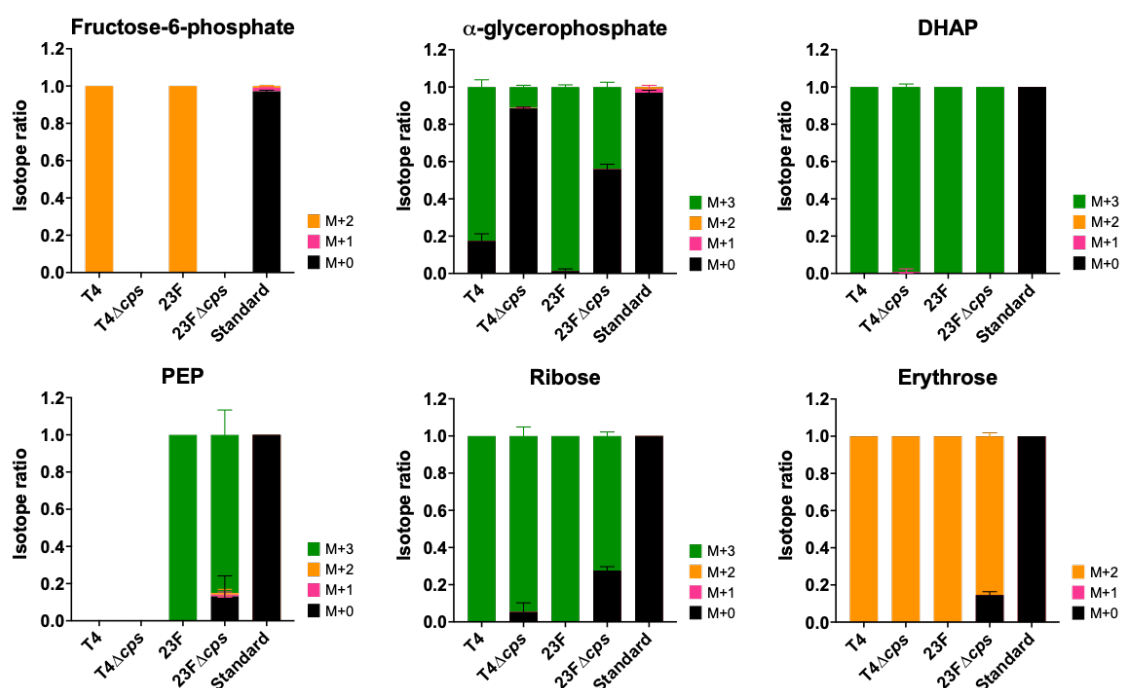 Fructose-6-phosphate
1.2
1.0
0.8
0.6
0.4
0.2
0.0
Isotope ratio
T4
T4Δcps
23F
23FΔcps
Standard
M+2
M+1
M+0
α-glycerophosphate
1.2
1.0
0.8
0.6
0.4
0.2
0.0
Isotope ratio
T4
T4Δcps
23F
23FΔcps
Standard
M+3
M+2
M+1
M+0
DHAP
1.2
1.0
0.8
0.6
0.4
0.2
0.0
Isotope ratio
T4
T4Δcps
23F
23FΔcps
Standard
M+3
M+2
M+1
M+0
PEP
1.2
1.0
0.8
0.6
0.4
0.2
0.0
Isotope ratio
T4
T4Δcps
23F
23FΔcps
Standard
M+3
M+2
M+1
M+0
Ribose
1.2
1.0
0.8
0.6
0.4
0.2
0.0
Isotope ratio
T4
T4Δcps
23F
23FΔcps
Standard
M+3
M+2
M+1
M+0
Erythrose
1.2
1.0
0.8
0.6
0.4
0.2
0.0
Isotope ratio
T4
T4Δcps
23F
23FΔcps
Standard
M+2
M+1
M+0